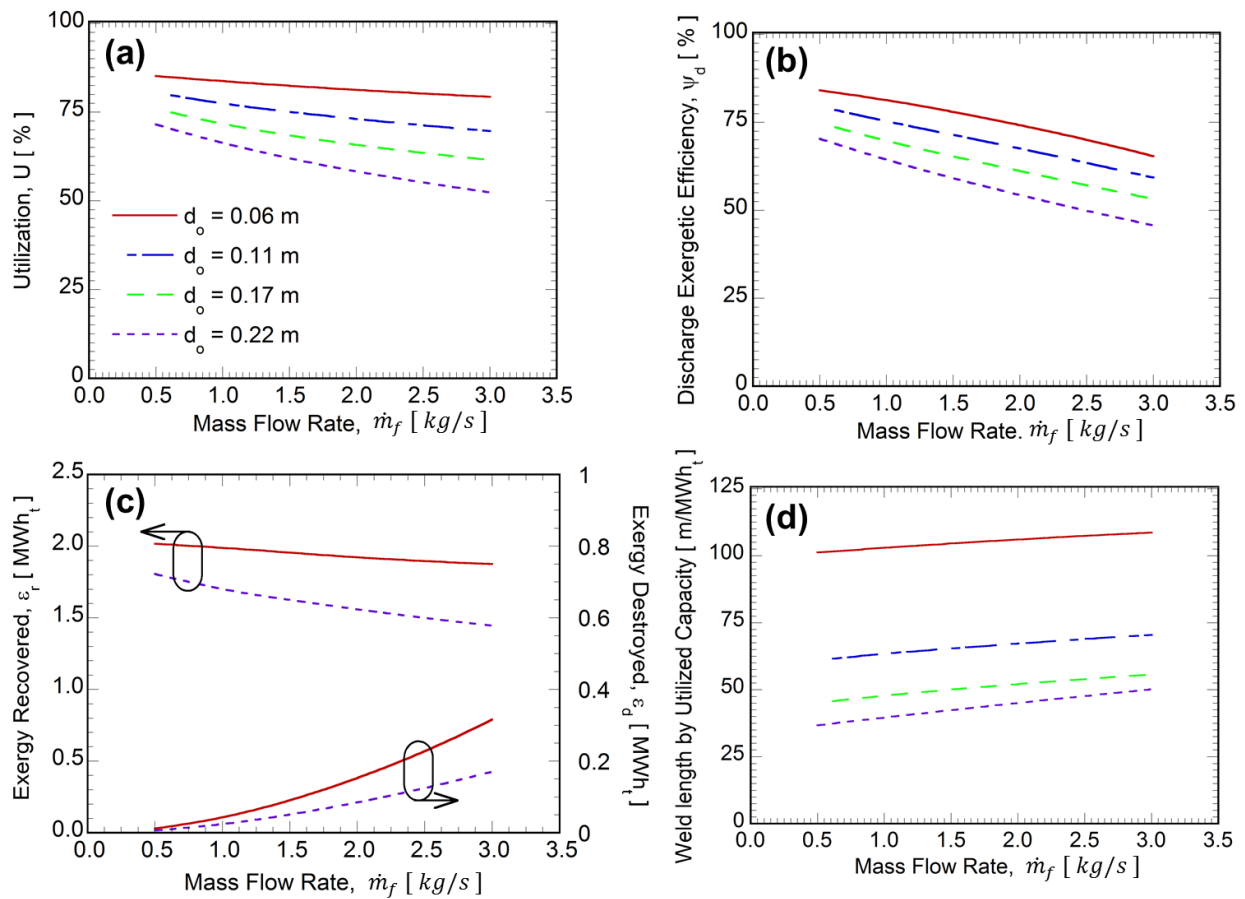 (a)
Utilization, U [ % ]
100
75
50
25
0
d_o = 0.06 m
d_o = 0.11 m
d_o = 0.17 m
d_o = 0.22 m
0.0 0.5 1.0 1.5 2.0 2.5 3.0 3.5
Mass Flow Rate, ṁ_f [ kg/s ]
(b)
Discharge Exergetic Efficiency, ψ_d [ % ]
100
75
50
25
0
0.0 0.5 1.0 1.5 2.0 2.5 3.0 3.5
Mass Flow Rate. ṁ_f [ kg/s ]
(c)
Exergy Recovered, ε_r [ MWh_t ]
2.5
2.0
1.5
1.0
0.5
0.0
1
0.8
0.6
0.4
0.2
0
Exergy Destroyed, ε_d [ MWh_t ]
0.0 0.5 1.0 1.5 2.0 2.5 3.0 3.5
Mass Flow Rate, ṁ_f [ kg/s ]
(d)
Weld length by Utilized Capacity [ m/MWh_t ]
125
100
75
50
25
0
0.0 0.5 1.0 1.5 2.0 2.5 3.0 3.5
Mass Flow Rate, ṁ_f [ kg/s ]